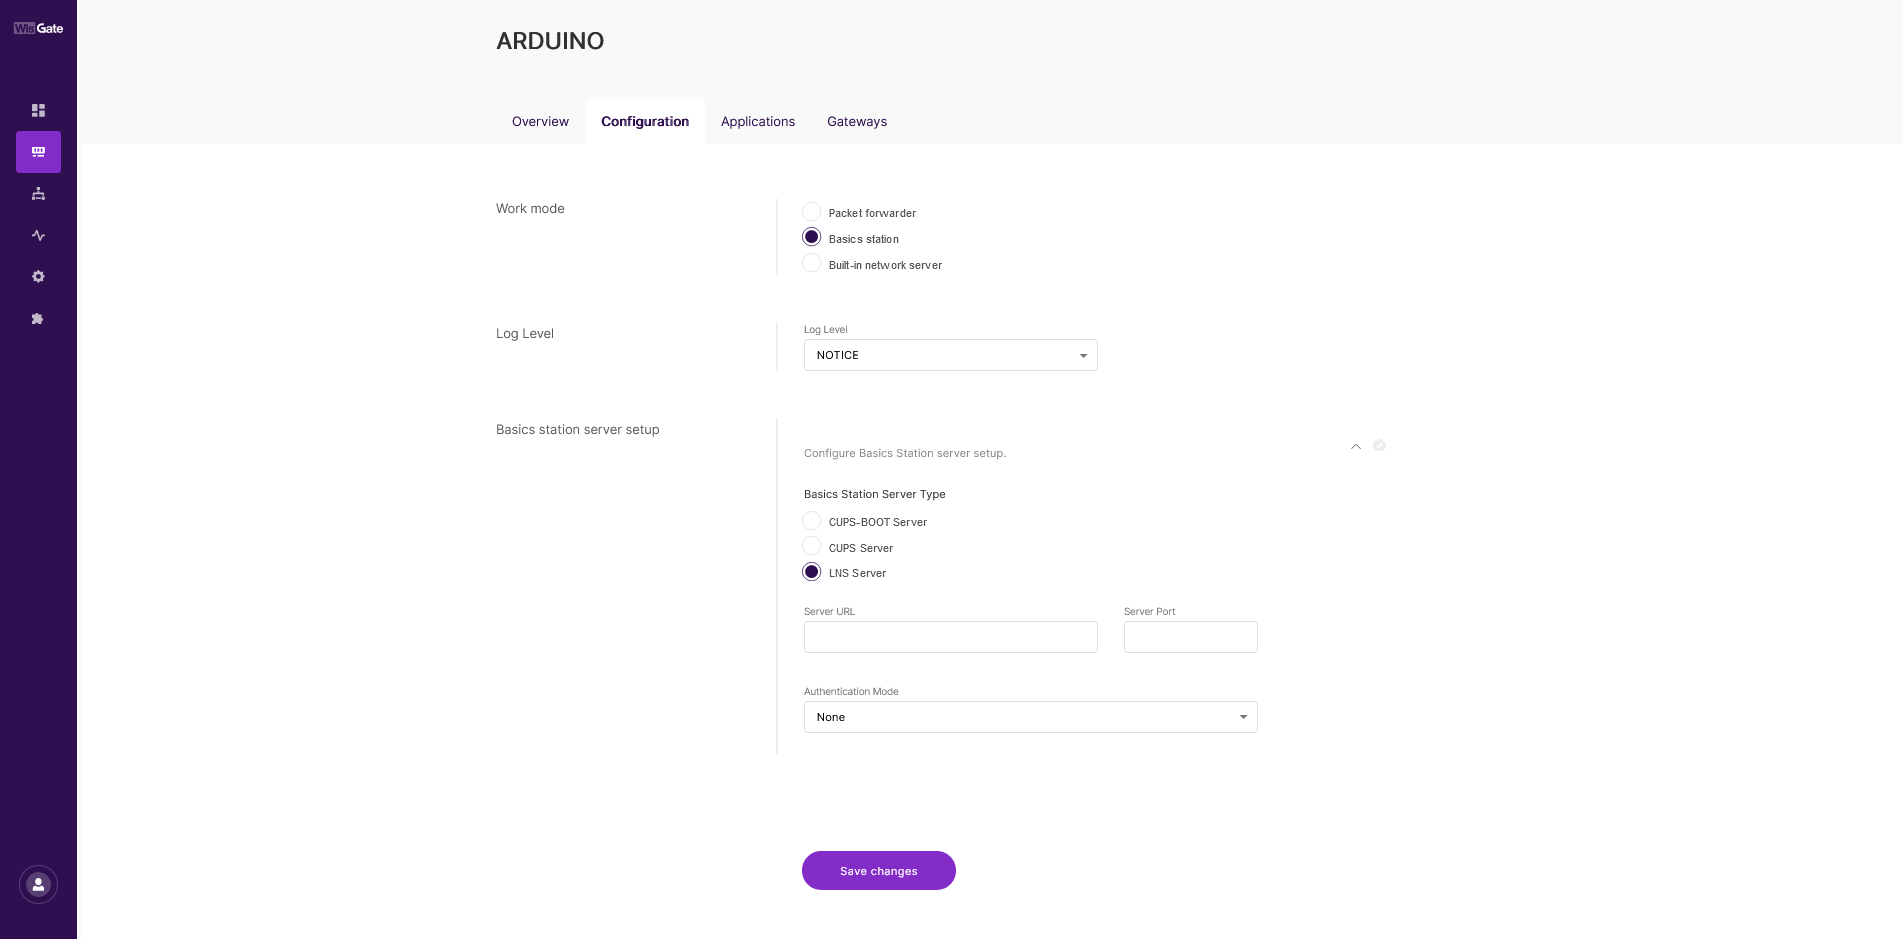 WisGate
ARDUINO
Overview Configuration Applications Gateways
Work mode
Packet forwarder
Basics station
Built-in network server
Log Level
Log Level
NOTICE
Basics station server setup
Configure Basics Station server setup.
Basics Station Server Type
CUPS-BOOT Server
CUPS Server
LNS Server
Server URL Server Port
Authentication Mode
None
Save changes